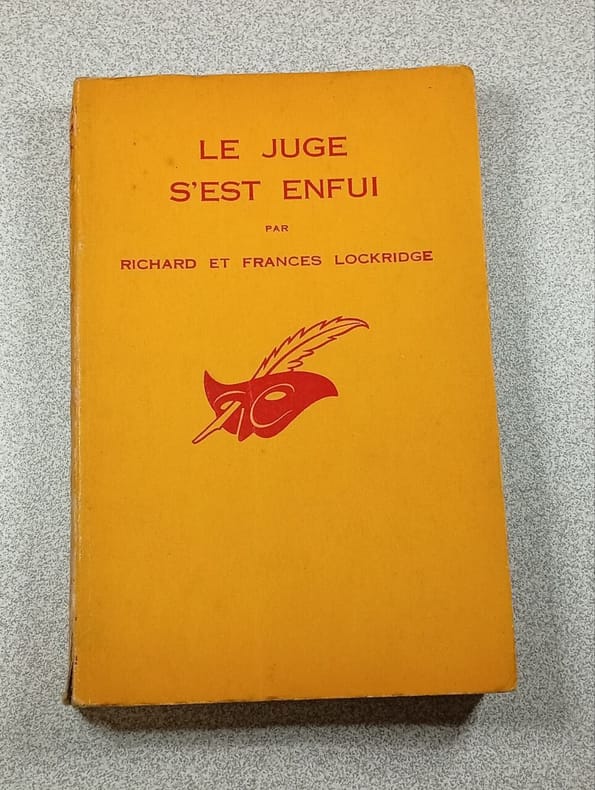 LE JUGE
S'EST ENFUI
PAR
RICHARD ET FRANCES LOCKRIDGE